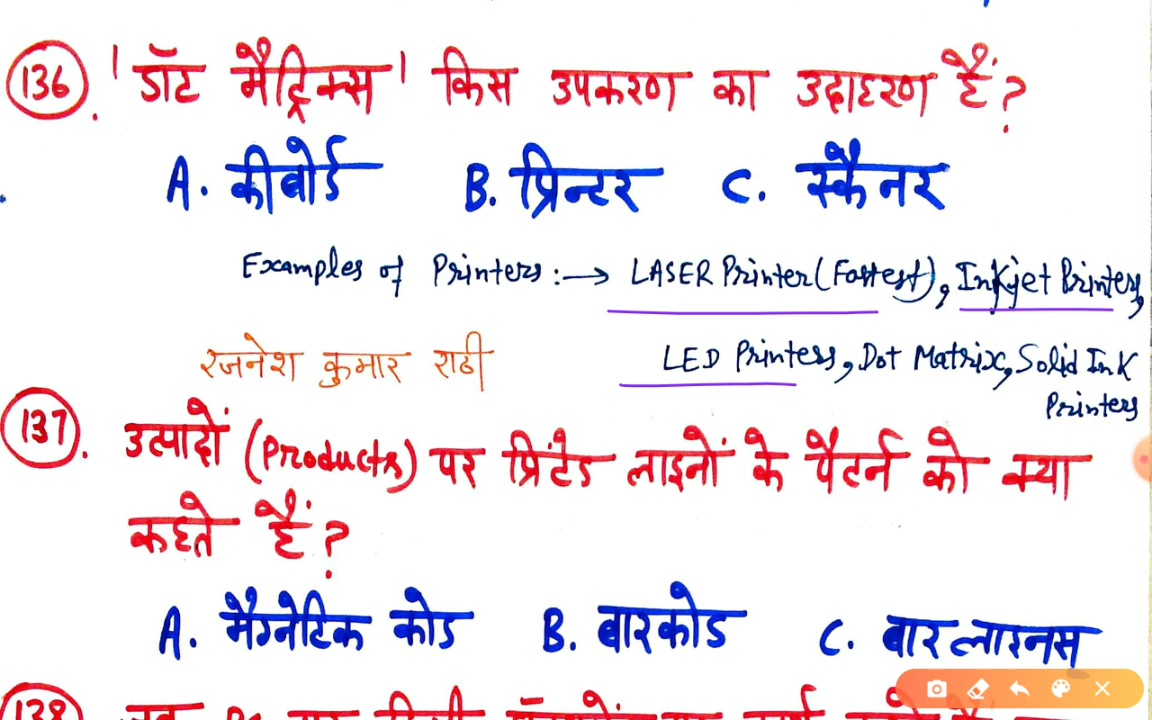 136. 'डॉट मैट्रिक्स' किस उपकरण का उदाहरण हैं?
A. कीबोर्ड B. प्रिन्टर C. स्कैनर
Examples of Printers :→ LASER Printer (Fastest), Inkjet Printers,
LED Printers, Dot Matrix, Solid Ink
Printers
रजनेश कुमार राठी
137. उत्पादों (Products) पर प्रिंटेड लाइनों के पैटर्न को क्या
कहते हैं?
A. मैग्नेटिक कोड B. बारकोड C. बार लाइनस
138